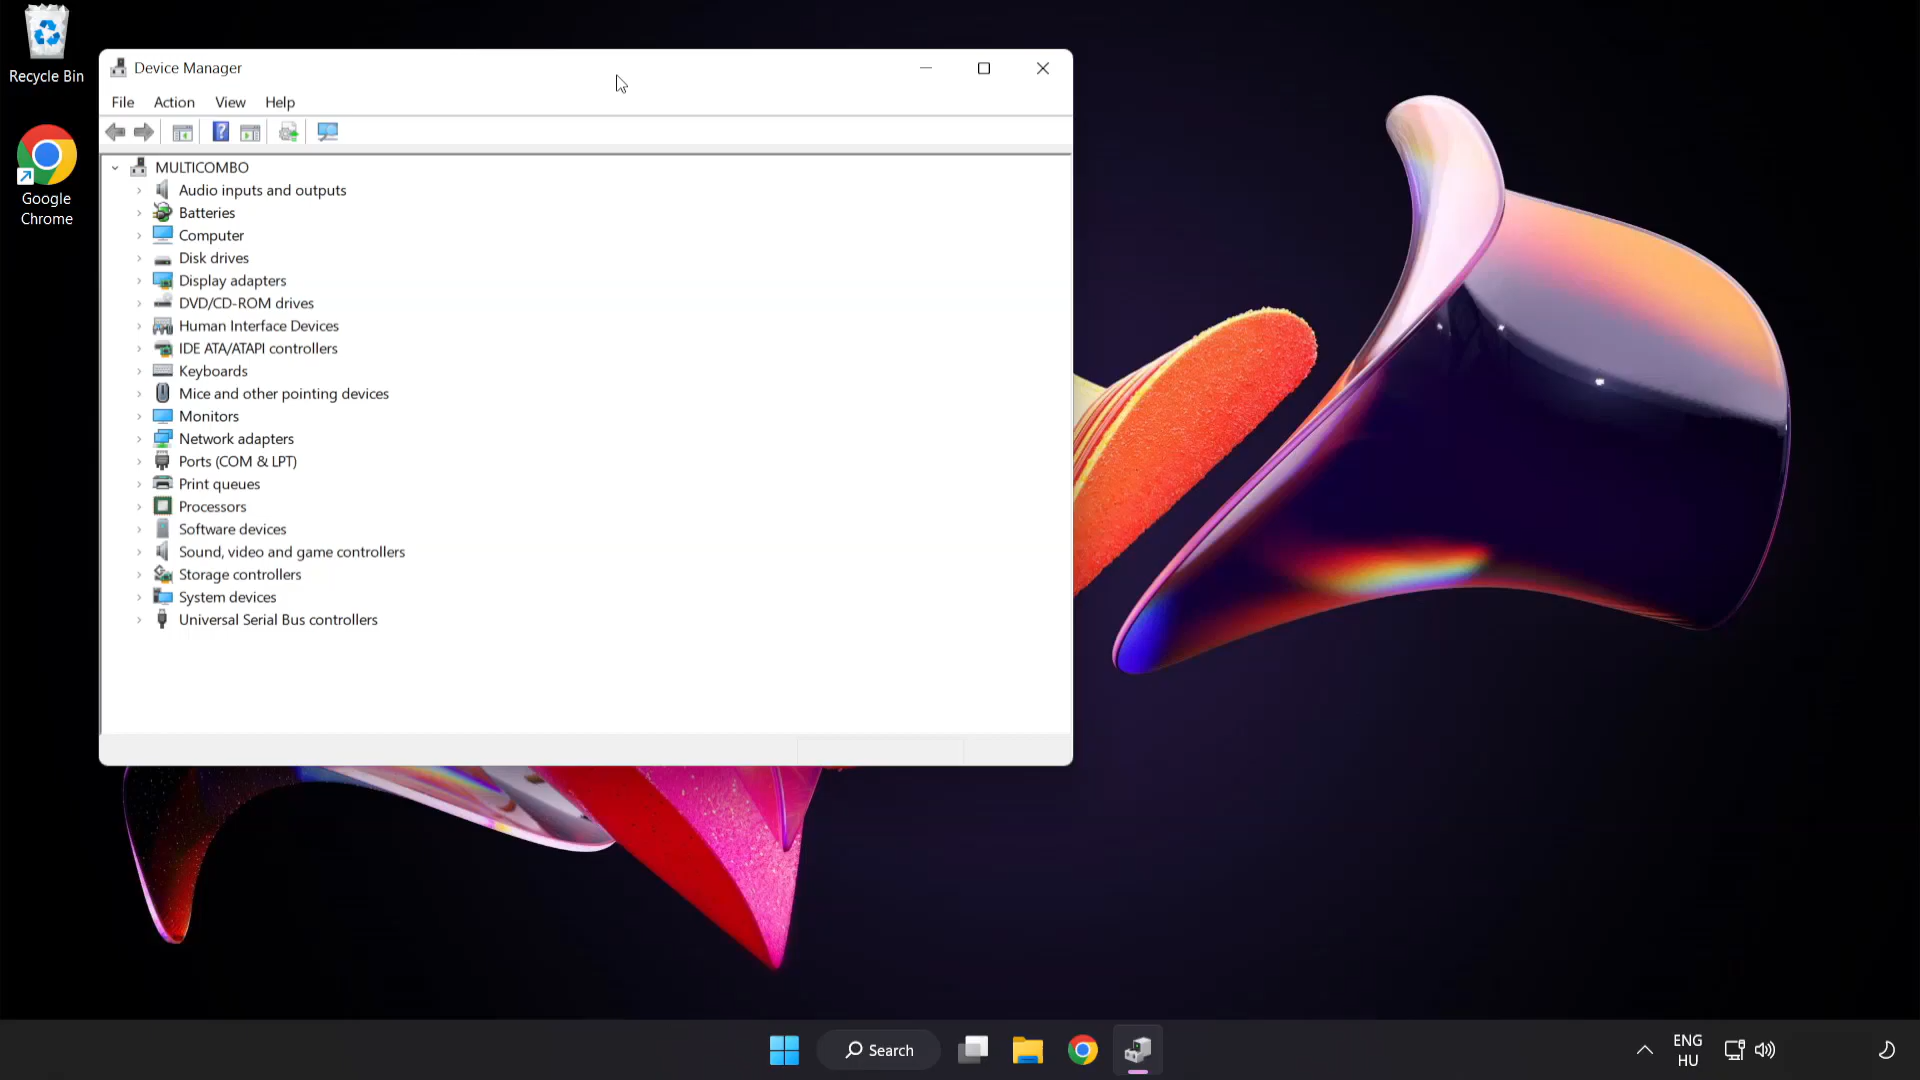 Recycle Bin
Google
Chrome
Device Manager
File Action View Help
MULTICOMBO
Audio inputs and outputs
Batteries
Computer
Disk drives
Display adapters
DVD/CD-ROM drives
Human Interface Devices
IDE ATA/ATAPI controllers
Keyboards
Mice and other pointing devices
Monitors
Network adapters
Ports (COM & LPT)
Print queues
Processors
Software devices
Sound, video and game controllers
Storage controllers
System devices
Universal Serial Bus controllers
Search
ENG
HU